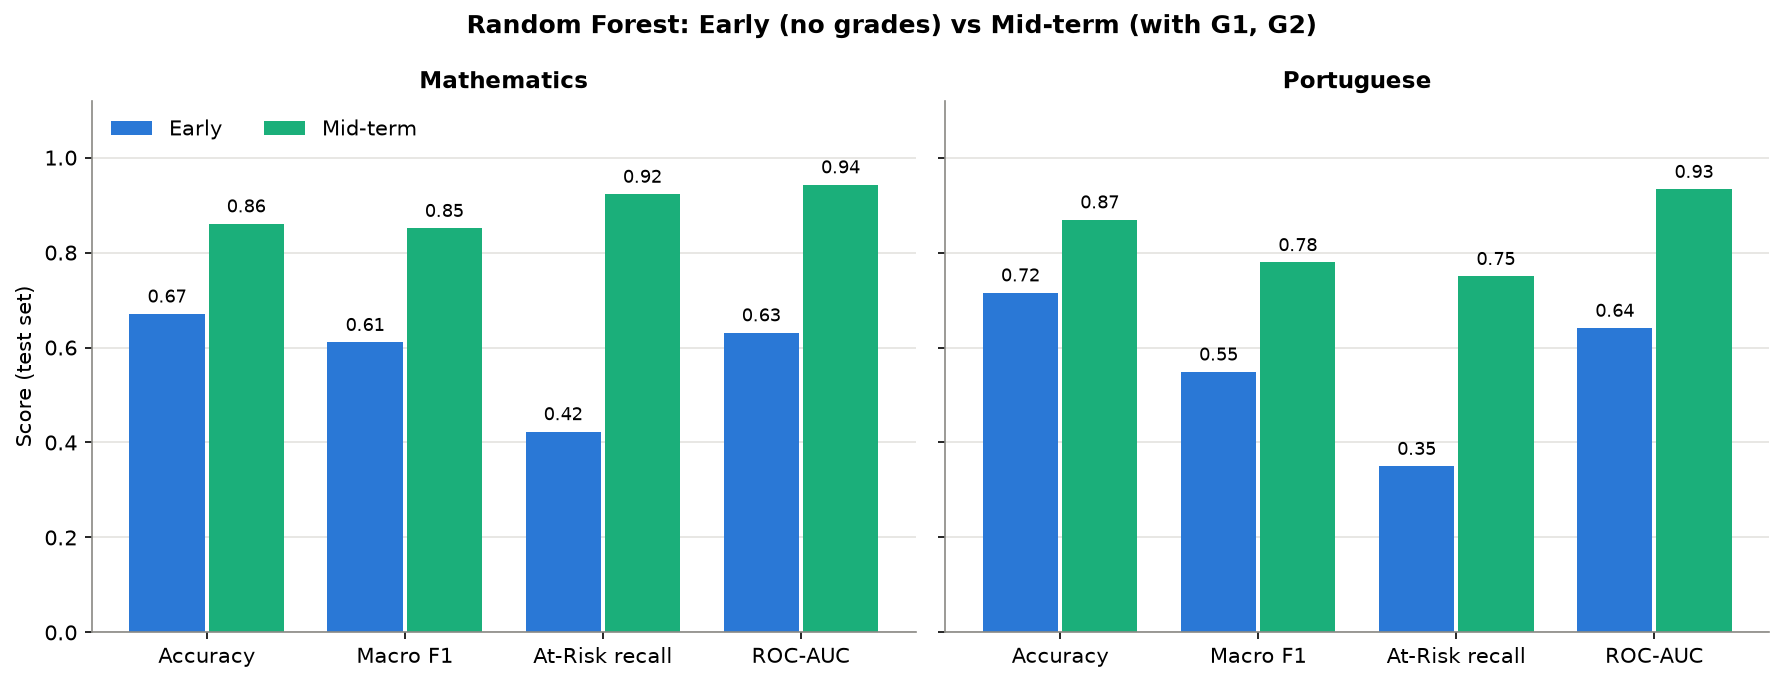 Random Forest: Early (no grades) vs Mid-term (with G1, G2)
Mathematics
Early
Mid-term
Score (test set)
1.0
0.8
0.6
0.4
0.2
0.0
0.67
0.86
0.61
0.85
0.42
0.92
0.63
0.94
Accuracy
Macro F1
At-Risk recall
ROC-AUC
Portuguese
0.72
0.87
0.55
0.78
0.35
0.75
0.64
0.93
Accuracy
Macro F1
At-Risk recall
ROC-AUC